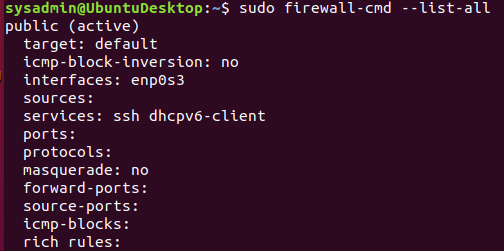 sysadmin@UbuntuDesktop:~$ sudo firewall-cmd --list-all
public (active)
  target: default
  icmp-block-inversion: no
  interfaces: enp0s3
  sources:
  services: ssh dhcpv6-client
  ports:
  protocols:
  masquerade: no
  forward-ports:
  source-ports:
  icmp-blocks:
  rich rules: